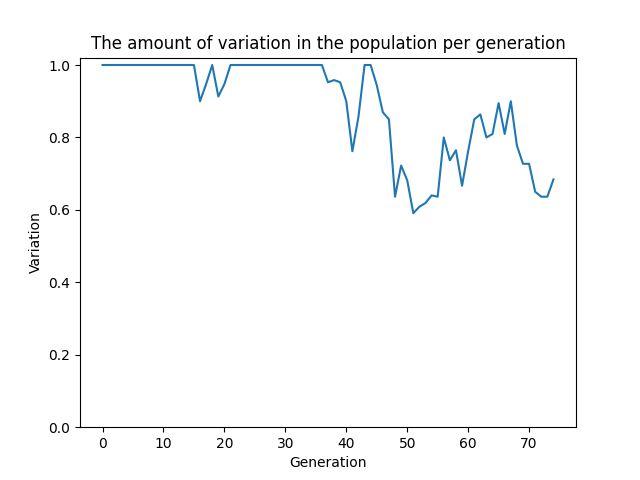 The amount of variation in the population per generation
1.0
0.8
0.6
0.4
0.2
0.0
Variation
0 10 20 30 40 50 60 70
Generation